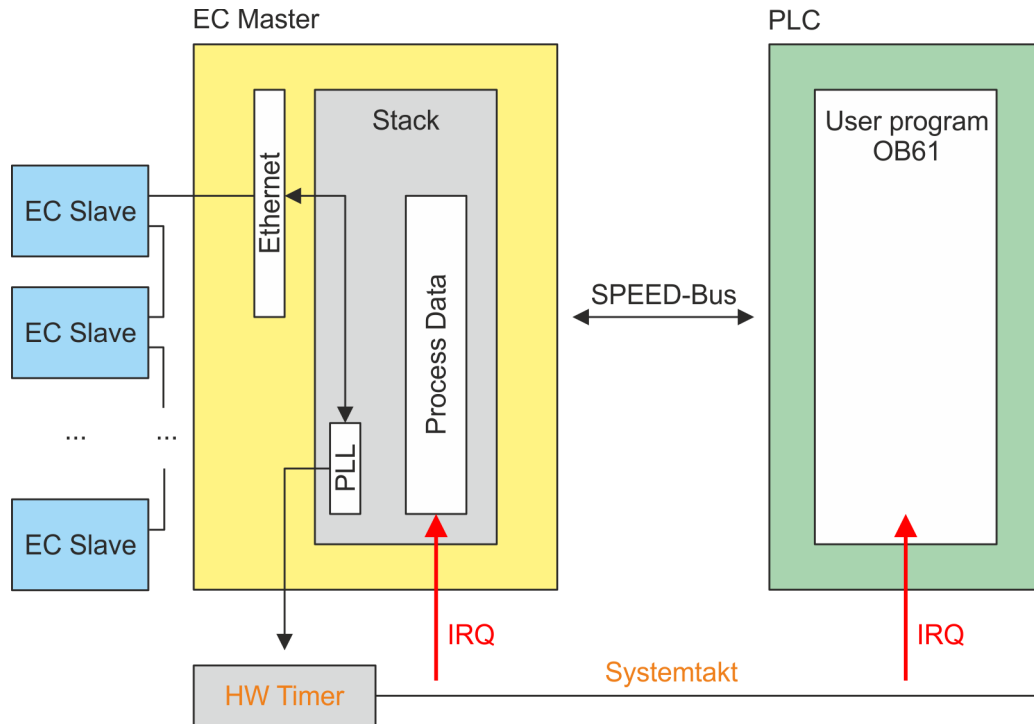 EC Master
PLC
Stack
User program
OB61
EC Slave
Ethernet
EC Slave
SPEED-Bus
Process Data
... ...
PLL
EC Slave
IRQ
IRQ
Systemtakt
HW Timer